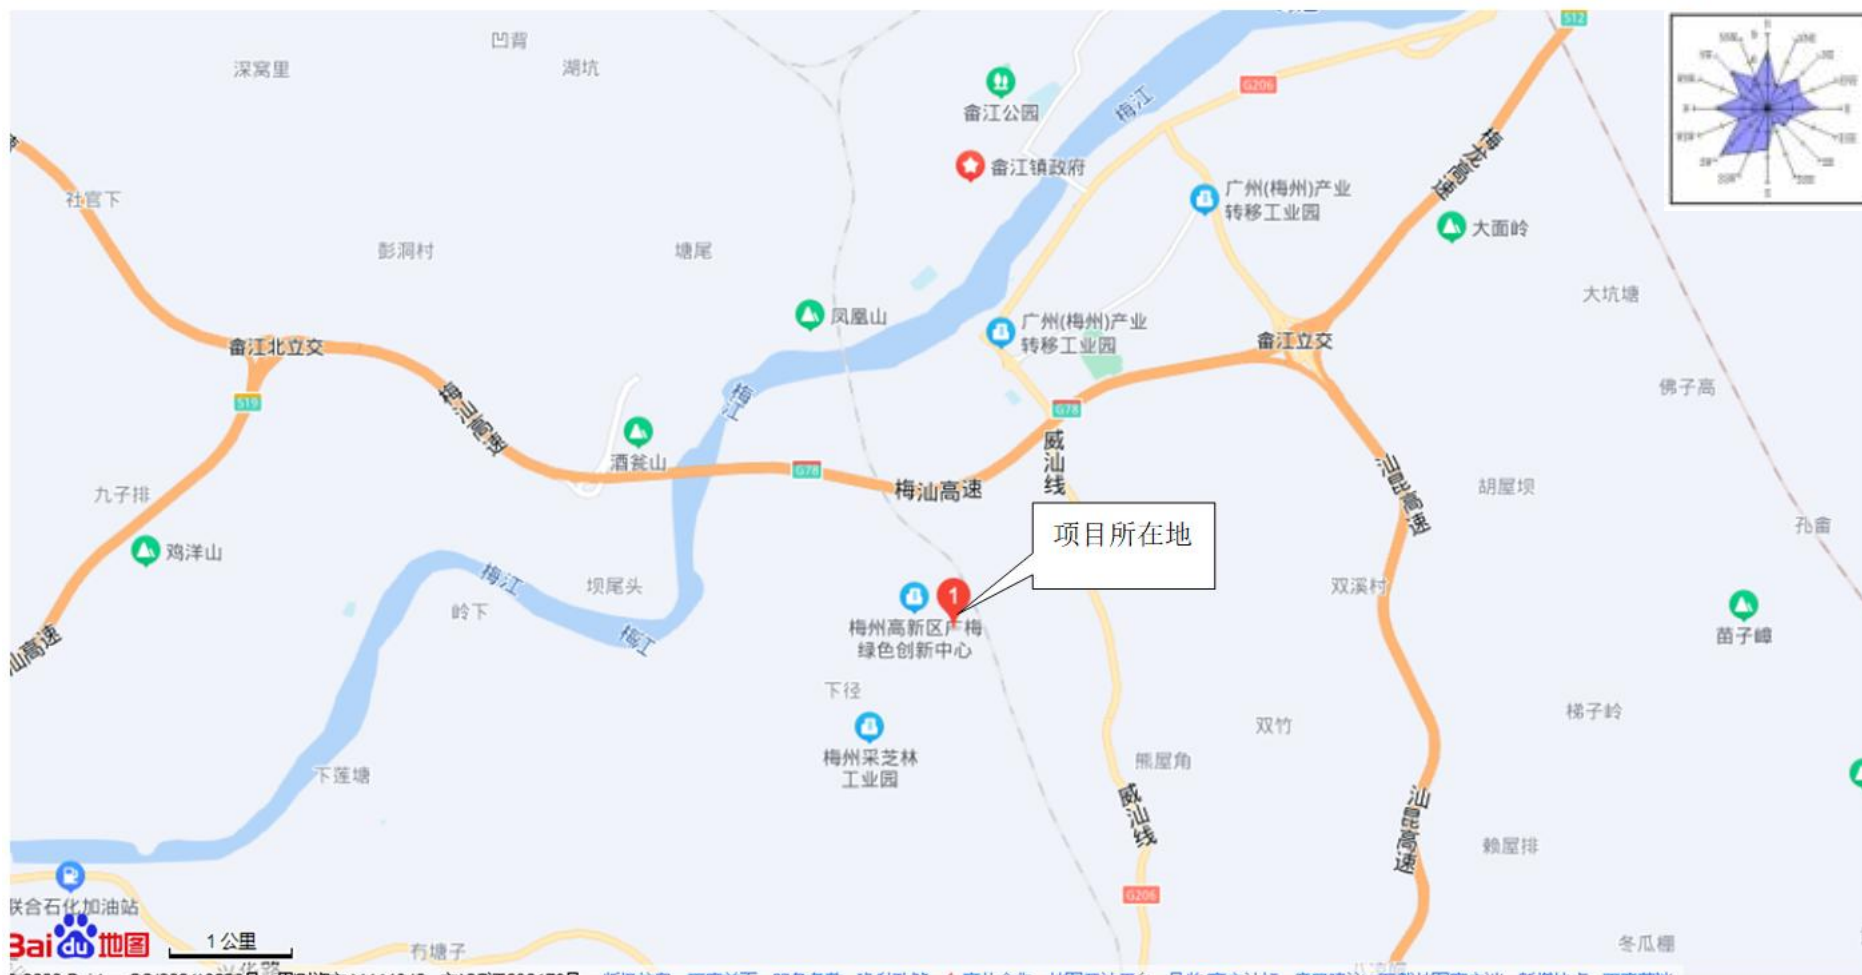 凹背
深窝里
湖坑
S12
G206
畲江公园
梅江
梅龙高速
畲江镇政府
广州(梅州)产业
转移工业园
社官下
大面岭
彭洞村
塘尾
大坑塘
凤凰山
广州(梅州)产业
转移工业园
畲江北立交
畲江立交
佛子高
S19
梅汕高速
梅江
G78
威汕线
酒瓮山
G78
梅汕高速
汕昆高速
胡屋坝
九子排
孔畲
项目所在地
鸡洋山
梅江
坝尾头
双溪村
1
岭下
梅州高新区广梅
绿色创新中心
梅江
苗子嶂
汕高速
下径
梯子岭
双竹
梅州采芝林
工业园
熊屋角
下莲塘
威汕线
汕昆高速
赖屋排
G206
联合石化加油站
Bai du 地图
1 公里
冬瓜棚